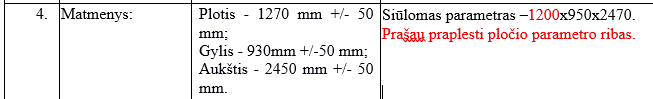 4. Matmenys: Plotis - 1270 mm +/- 50 Siūlomas parametras –1200x950x2470.
mm; Prašau praplesti pločio parametro ribas.
Gylis - 930mm +/-50 mm;
Aukštis - 2450 mm +/- 50
mm.